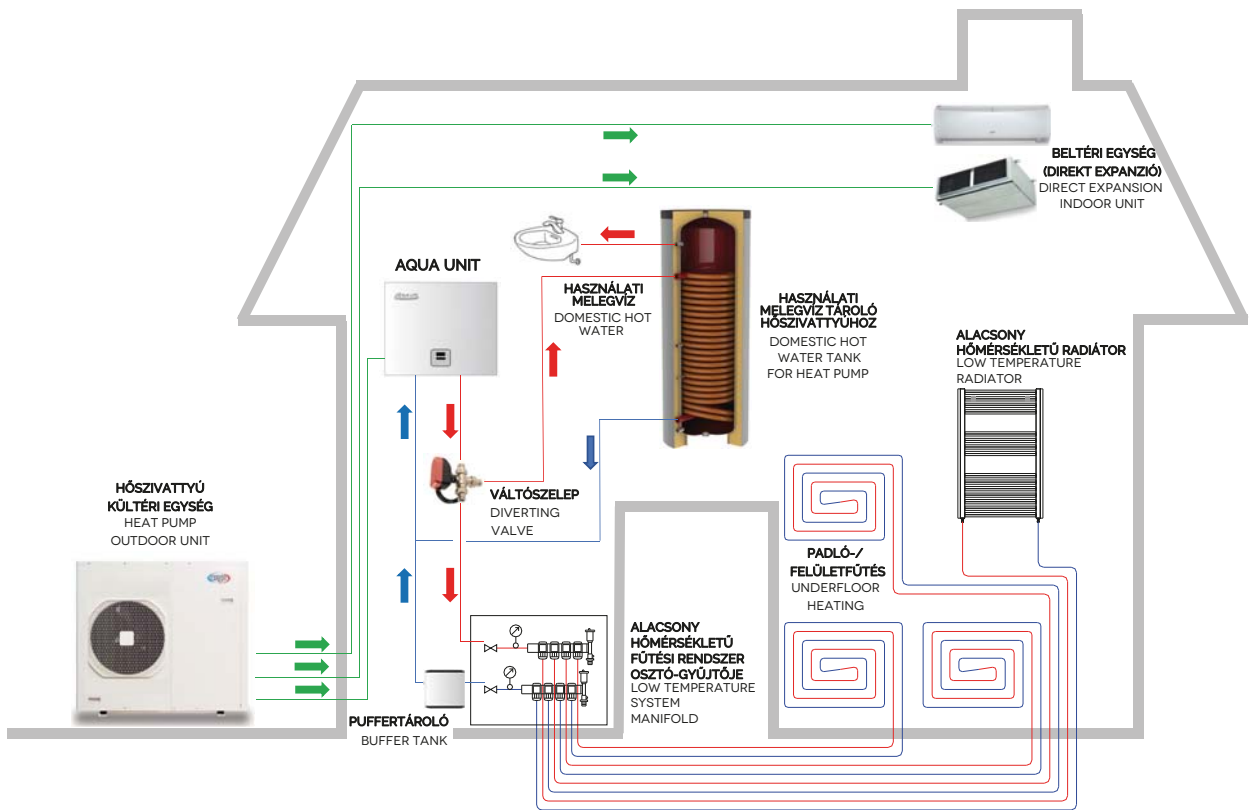 BELTÉRI EGYSÉG
(DIREKT EXPANZIÓ)
DIRECT EXPANSION
INDOOR UNIT
AQUA UNIT
HASZNÁLATI
MELEGVÍZ
DOMESTIC HOT
WATER
HASZNÁLATI
MELEGVÍZ TÁROLÓ
HŐSZIVATTYÚHOZ
DOMESTIC HOT
WATER TANK
FOR HEAT PUMP
ALACSONY
HŐMÉRSÉKLETŰ RADIÁTOR
LOW TEMPERATURE
RADIATOR
HŐSZIVATTYÚ
KÜLTÉRI EGYSÉG
HEAT PUMP
OUTDOOR UNIT
VÁLTÓSZELEP
DIVERTING
VALVE
PADLÓ-/
FELÜLETFŰTÉS
UNDERFLOOR
HEATING
ALACSONY
HŐMÉRSÉKLETŰ
FŰTÉSI RENDSZER
OSZTÓ-GYŰJTŐJE
LOW TEMPERATURE
SYSTEM
MANIFOLD
PUFFERTÁROLÓ
BUFFER TANK